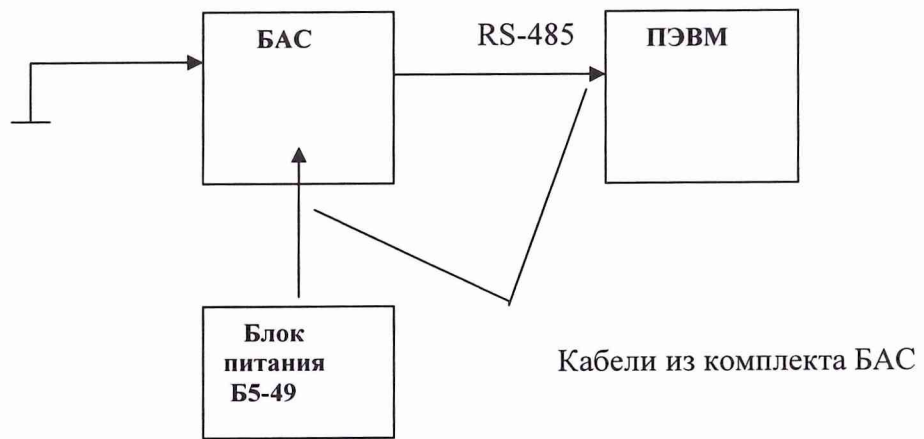 БАС
RS-485
ПЭВМ
Блок
питания
Б5-49
Кабели из комплекта БАС